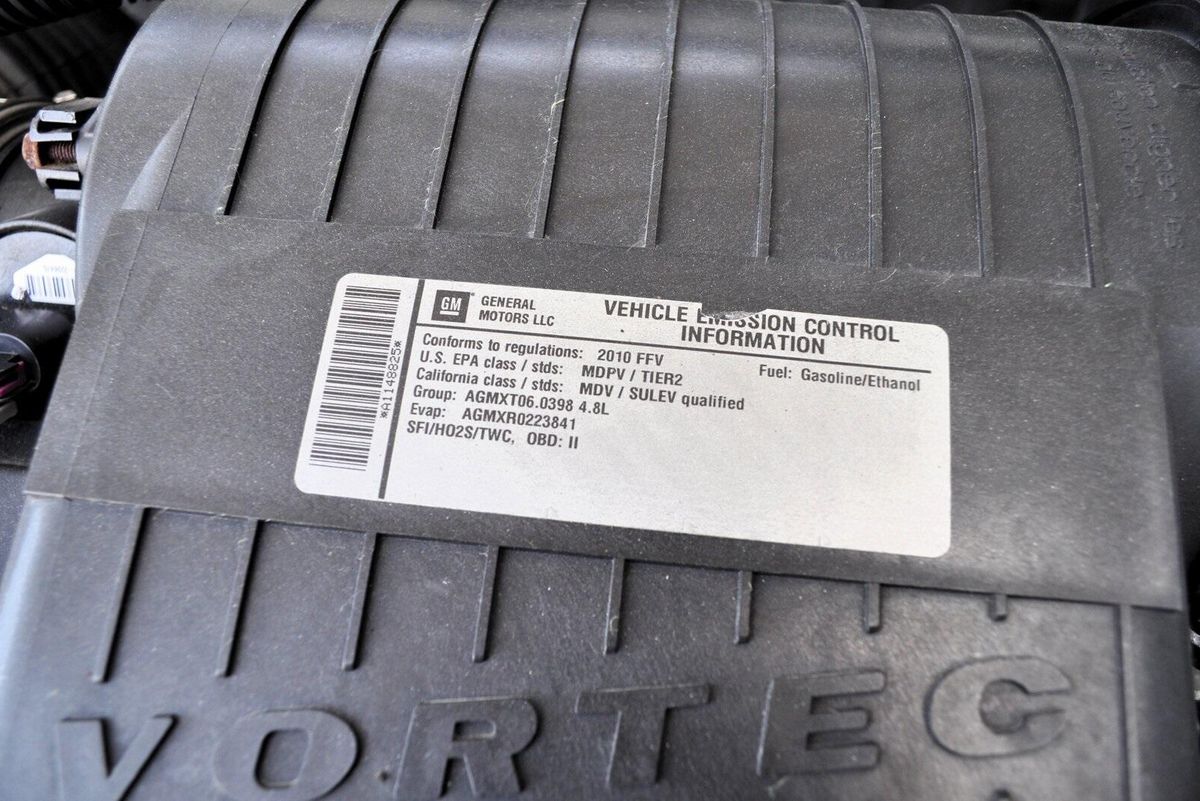 GM GENERAL
MOTORS LLC
VEHICLE EMISSION CONTROL
INFORMATION
Conforms to regulations: 2010 FFV
Fuel: Gasoline/Ethanol
U.S. EPA class / stds: MDPV / TIER2
California class / stds: MDV / SULEV qualified
Group: AGMXT06.0398 4.8L
Evap: AGMXR0223841
SFI/HO2S/TWC, OBD: II
*A1148825*
VORTEC